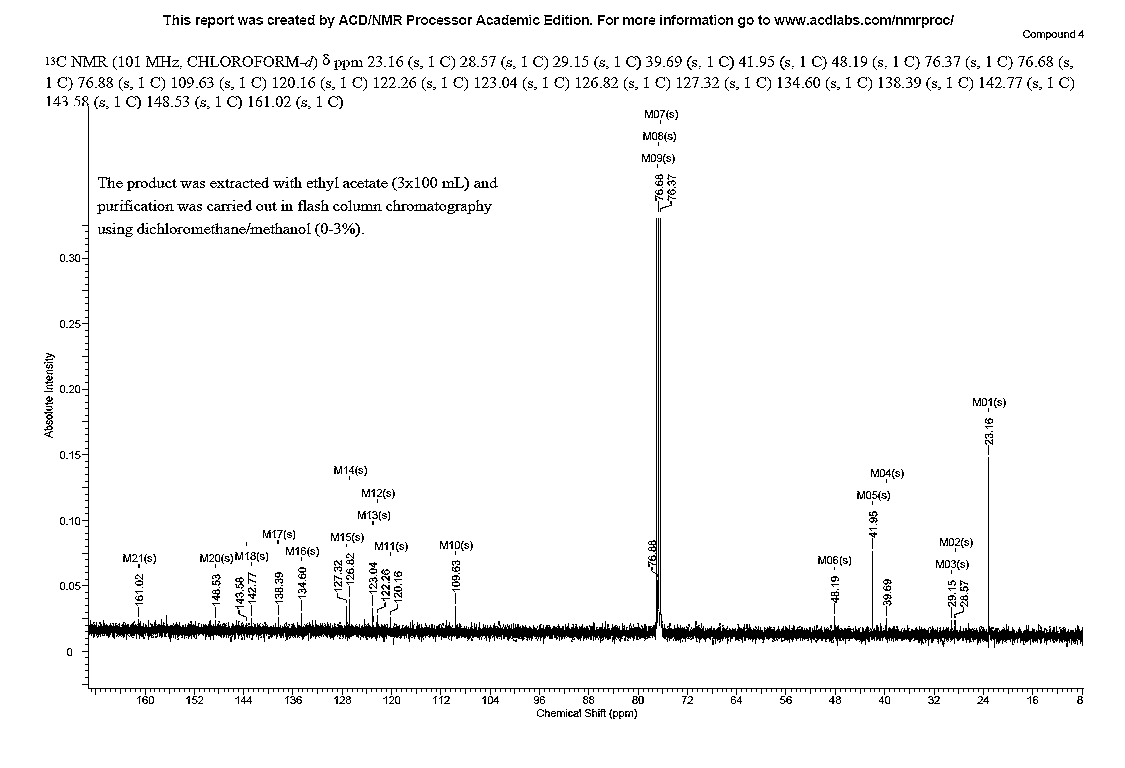 This report was created by ACD/NMR Processor Academic Edition. For more information go to www.acdlabs.com/nmrproc/
Compound 4
13C NMR (101 MHz, CHLOROFORM-d) δ ppm 23.16 (s, 1 C) 28.57 (s, 1 C) 29.15 (s, 1 C) 39.69 (s, 1 C) 41.95 (s, 1 C) 48.19 (s, 1 C) 76.37 (s, 1 C) 76.68 (s,
1 C) 76.88 (s, 1 C) 109.63 (s, 1 C) 120.16 (s, 1 C) 122.26 (s, 1 C) 123.04 (s, 1 C) 126.82 (s, 1 C) 127.32 (s, 1 C) 134.60 (s, 1 C) 138.39 (s, 1 C) 142.77 (s, 1 C)
143.58 (s, 1 C) 148.53 (s, 1 C) 161.02 (s, 1 C)
M07(s)
M08(s)
M09(s)
76.68
76.37
The product was extracted with ethyl acetate (3x100 mL) and
purification was carried out in flash column chromatography
using dichloromethane/methanol (0-3%).
0.30
0.25
0.20
0.15
0.10
0.05
0
Absolute Intensity
M21(s)
161.02
M20(s)
148.53
143.58
M18(s)
142.77
M17(s)
138.39
M16(s)
134.60
M14(s)
M15(s)
127.32
126.82
M12(s)
M13(s)
123.04
122.26
M11(s)
120.16
M10(s)
109.63
76.88
M06(s)
48.19
M04(s)
M05(s)
41.95
39.69
M02(s)
M03(s)
29.15
28.57
M01(s)
23.16
160 152 144 136 128 120 112 104 96 88 80 72 64 56 48 40 32 24 16 8
Chemical Shift (ppm)